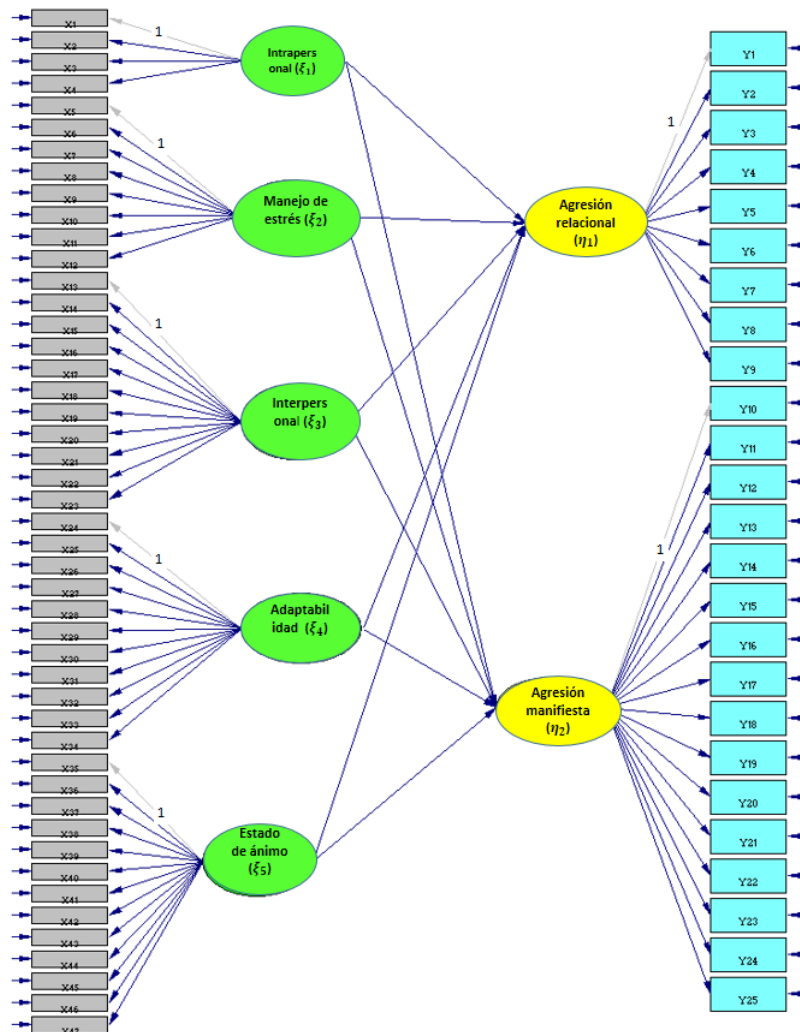 X1
X2
X3
X4
X5
X6
X7
X8
X9
X10
X11
X12
X13
X14
X15
X16
X17
X18
X19
X20
X21
X22
X23
X24
X25
X26
X27
X28
X29
X30
X31
X32
X33
X34
X35
X36
X37
X38
X39
X40
X41
X42
X43
X44
X45
X46
X47
1
1
1
1
1
Intrapers
onal (ξ₁)
Manejo de
estrés (ξ₂)
Interpers
onal (ξ₃)
Adaptabil
idad (ξ₄)
Estado
de ánimo
(ξ₅)
Agresión
relacional
(η₁)
Agresión
manifiesta
(η₂)
1
1
Y1
Y2
Y3
Y4
Y5
Y6
Y7
Y8
Y9
Y10
Y11
Y12
Y13
Y14
Y15
Y16
Y17
Y18
Y19
Y20
Y21
Y22
Y23
Y24
Y25